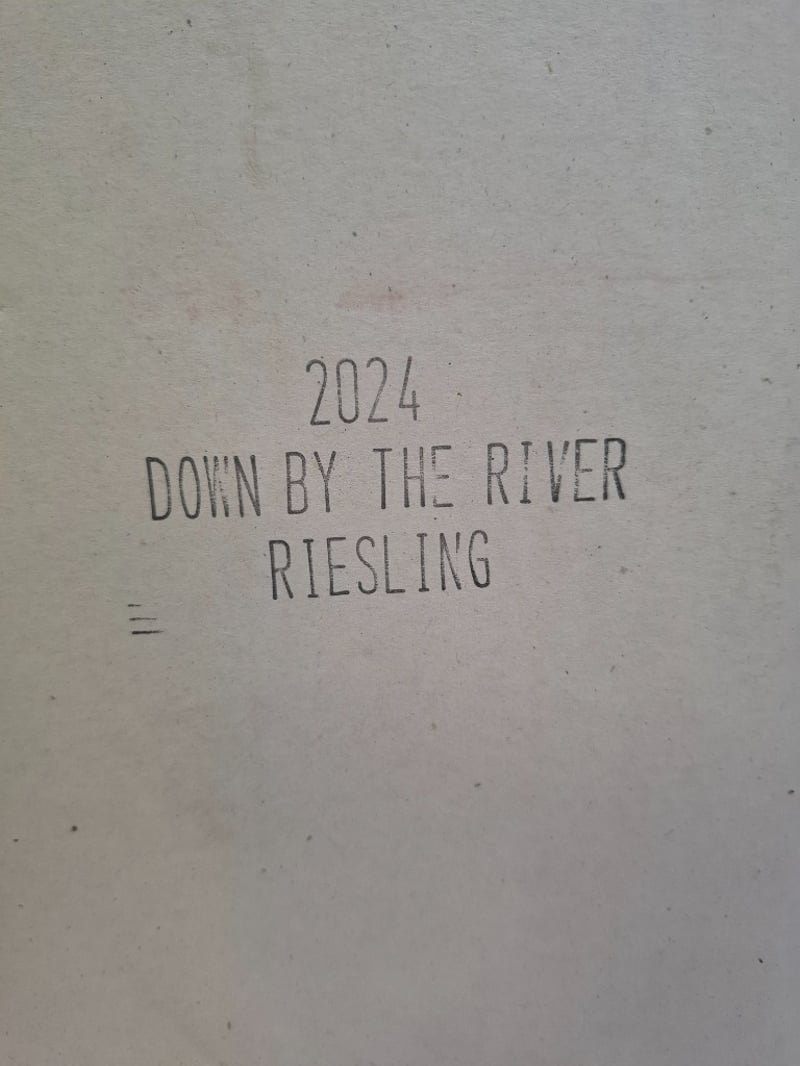 2024
DOWN BY THE RIVER
RIESLING